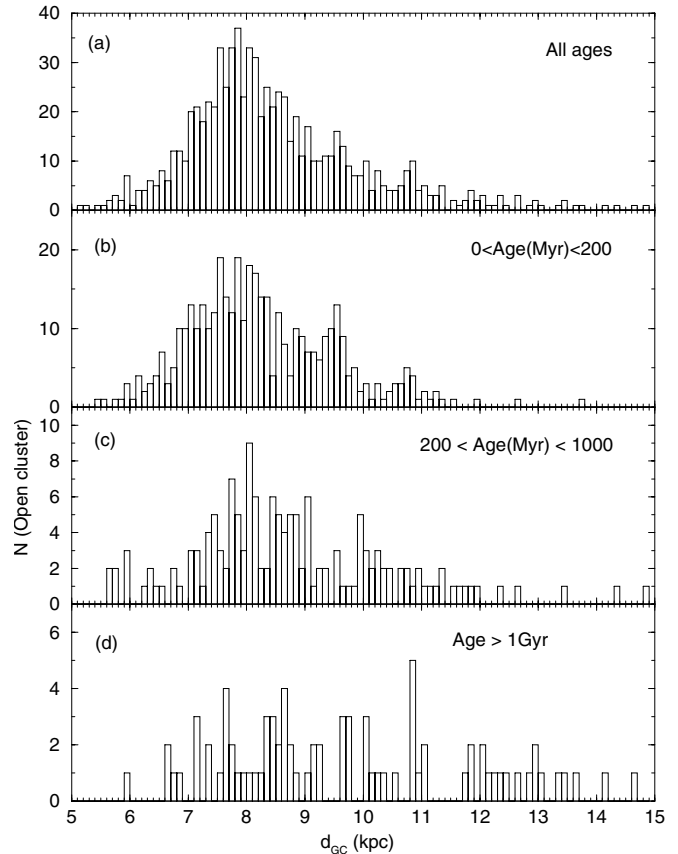 40
(a)
All ages
30
20
10
0
(b)
0<Age(Myr)<200
20
10
0
(c)
200 < Age(Myr) < 1000
10
8
6
4
2
0
(d)
Age > 1Gyr
6
4
2
0
N (Open cluster)
5 6 7 8 9 10 11 12 13 14 15
d_GC (kpc)